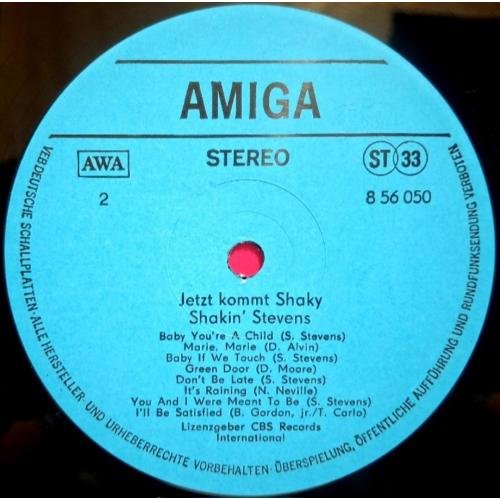 AMIGA
AWA
STEREO
ST 33
2
8 56 050
Jetzt kommt Shaky
Shakin' Stevens
Baby You're A Child (S. Stevens)
Marie, Marie (D. Alvin)
Baby If We Touch (S. Stevens)
Green Door (D. Moore)
Don't Be Late (S. Stevens)
It's Raining (N. Neville)
You And I Were Meant To Be (S. Stevens)
I'll Be Satisfied (B. Gordon, jr./T. Carlo)
Lizenzgeber CBS Records
International
VEB DEUTSCHE SCHALLPLATTEN · ALLE HERSTELLER- UND URHEBERRECHTE VORBEHALTEN · ÜBERSPIELUNG, ÖFFENTLICHE AUFFÜHRUNG UND RUNDFUNKSENDUNG VERBOTEN